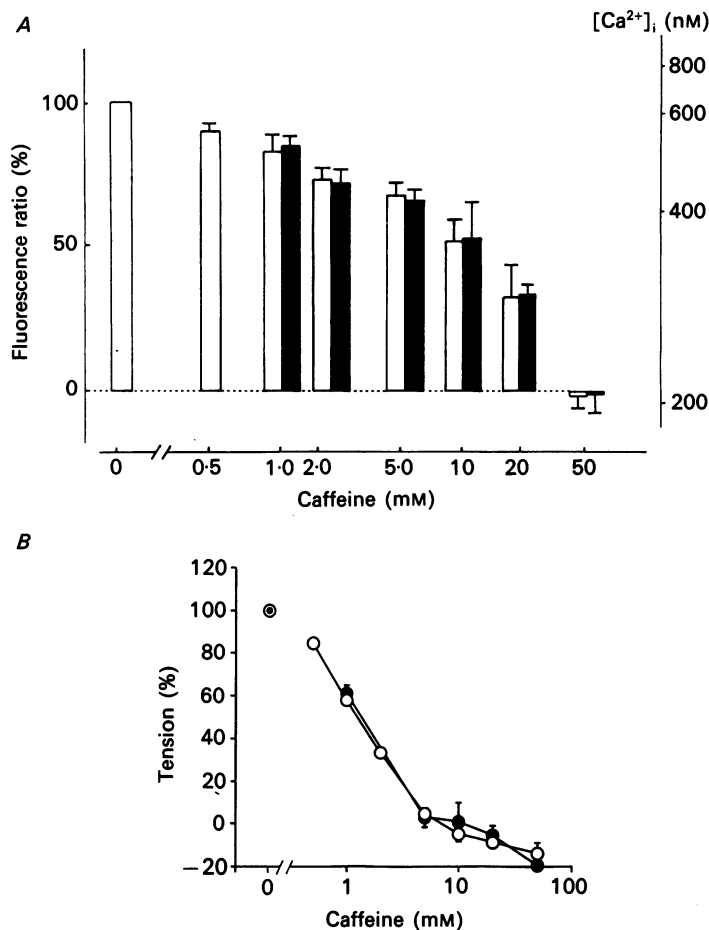 A
[Ca²⁺]ᵢ (nM)
Fluorescence ratio (%)
100
50
0
800
600
400
200
0 0·5 1·0 2·0 5·0 10 20 50
Caffeine (mM)
B
Tension (%)
120
100
80
60
40
20
0
−20
0 1 10 100
Caffeine (mM)